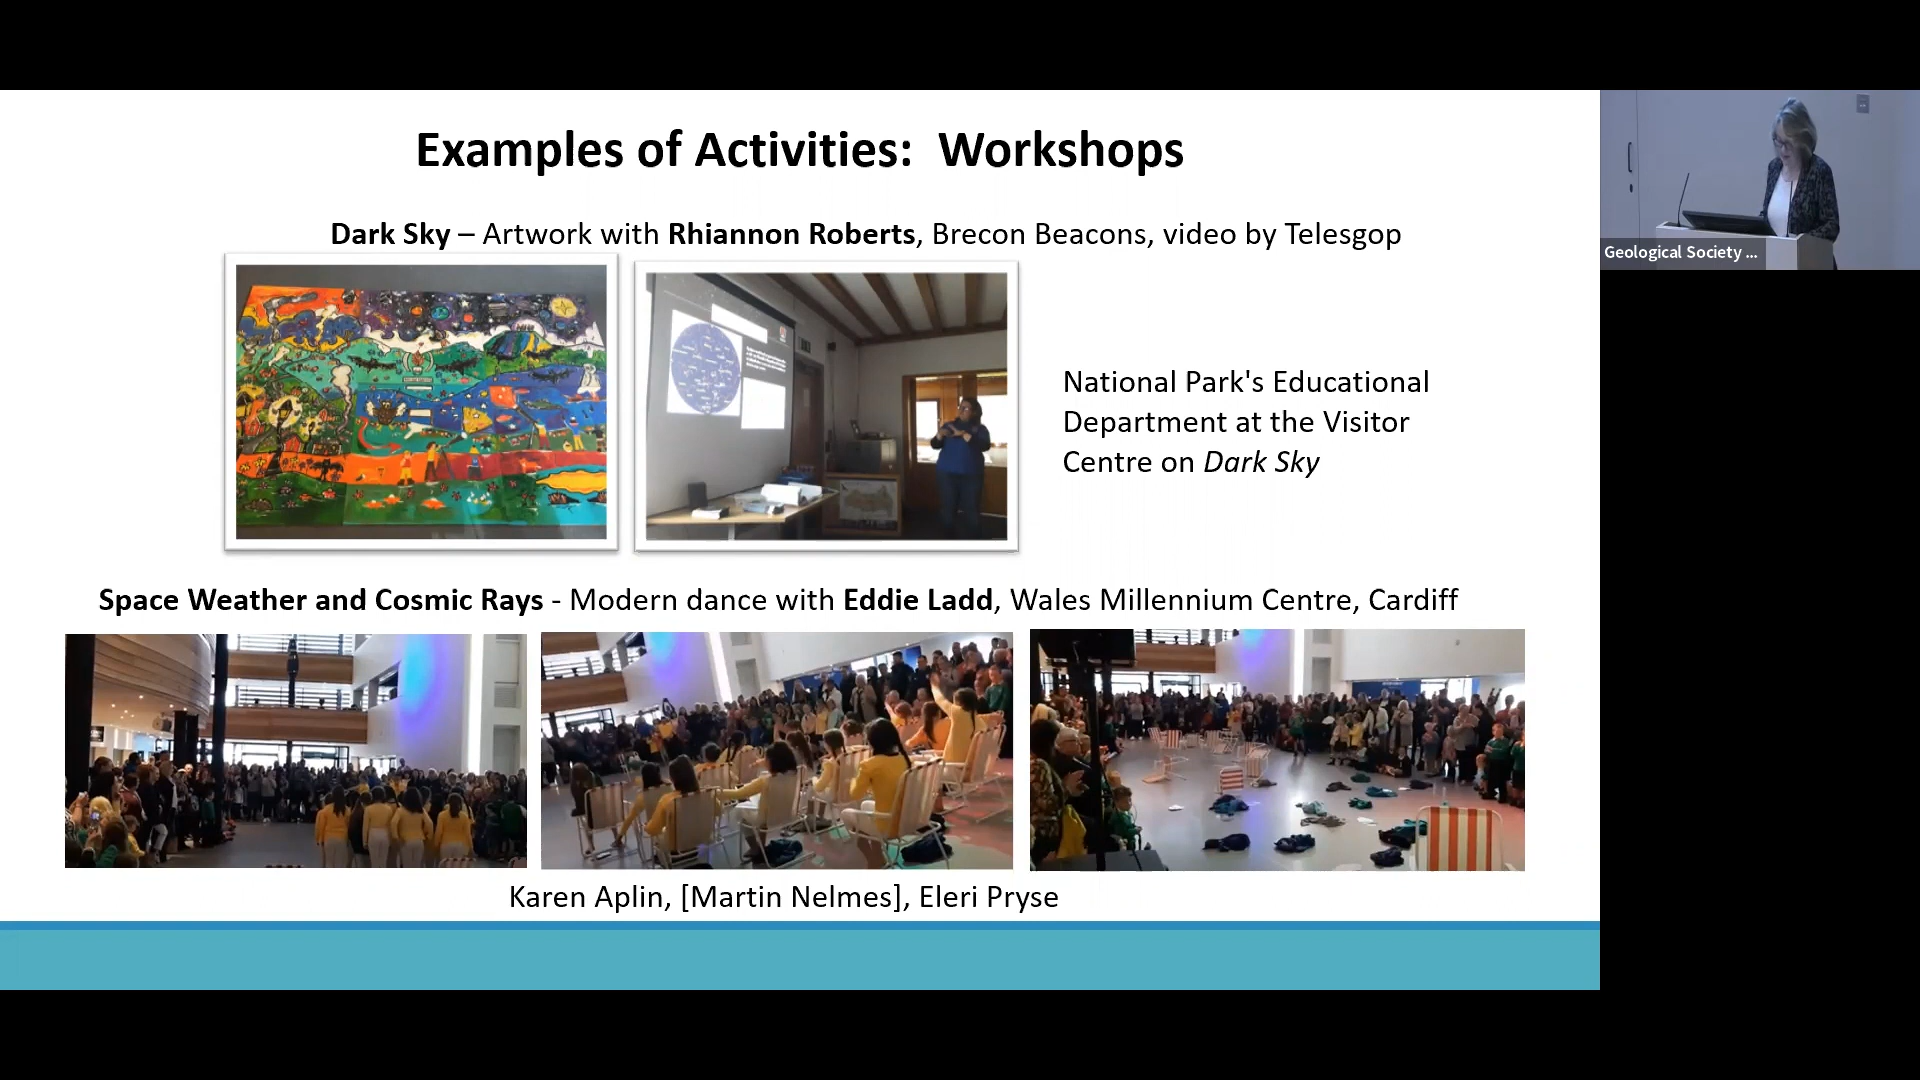 Examples of Activities: Workshops
Dark Sky – Artwork with Rhiannon Roberts, Brecon Beacons, video by Telesgop
National Park's Educational
Department at the Visitor
Centre on Dark Sky
Space Weather and Cosmic Rays - Modern dance with Eddie Ladd, Wales Millennium Centre, Cardiff
Karen Aplin, [Martin Nelmes], Eleri Pryse
Geological Society ...